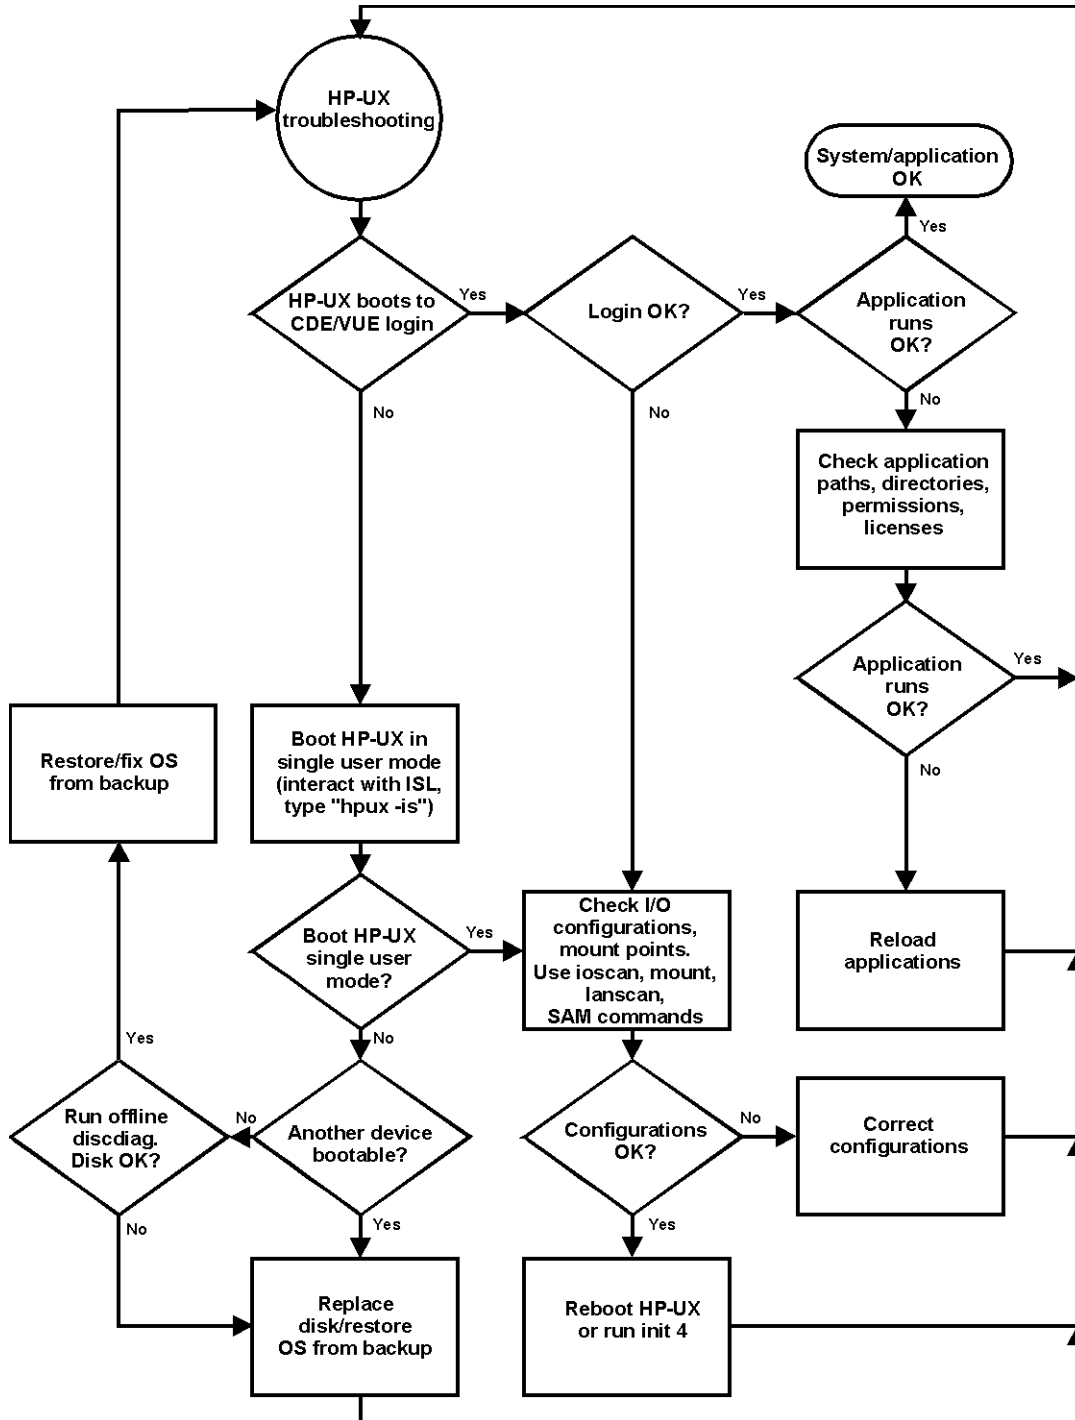 HP-UX
troubleshooting
System/application
OK
Yes
HP-UX boots to
CDE/VUE login
Yes
Login OK?
Yes
Application
runs
OK?
No
No
No
Check application
paths, directories,
permissions,
licenses
Application
runs
OK?
Yes
No
Restore/fix OS
from backup
Boot HP-UX in
single user mode
(interact with ISL,
type "hpux -is")
Boot HP-UX
single user
mode?
Yes
Check I/O
configurations,
mount points.
Use ioscan, mount,
lanscan,
SAM commands
Reload
applications
Yes
No
Run offline
discdiag.
Disk OK?
No
Another device
bootable?
Configurations
OK?
No
Correct
configurations
No
Yes
Yes
Replace
disk/restore
OS from backup
Reboot HP-UX
or run init 4